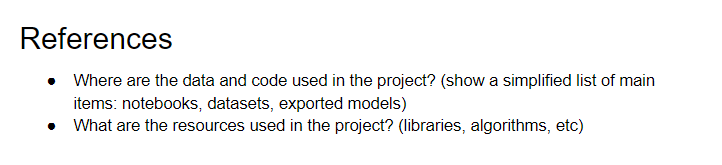 References
● Where are the data and code used in the project? (show a simplified list of main
items: notebooks, datasets, exported models)
● What are the resources used in the project? (libraries, algorithms, etc)